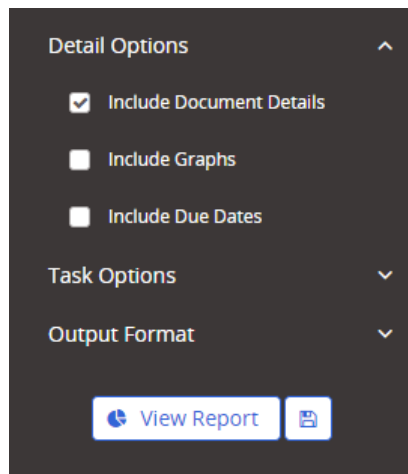 Detail Options
Include Document Details
Include Graphs
Include Due Dates
Task Options
Output Format
View Report